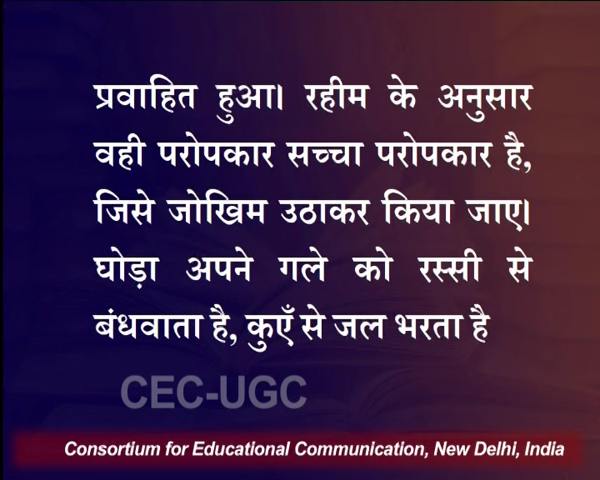 प्रवाहित हुआ। रहीम के अनुसार
वही परोपकार सच्चा परोपकार है,
जिसे जोखिम उठाकर किया जाए।
घोड़ा अपने गले को रस्सी से
बंधवाता है, कुएँ से जल भरता है
CEC-UGC
Consortium for Educational Communication, New Delhi, India